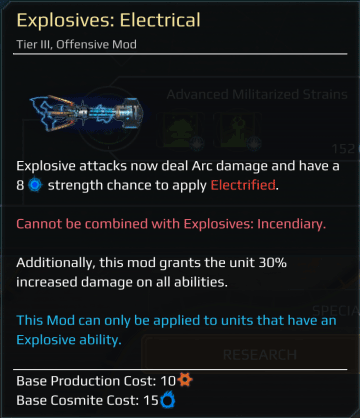 Explosives: Electrical
Tier III, Offensive Mod
Advanced Militarized Strains
152
Explosive attacks now deal Arc damage and have a
8 strength chance to apply Electrified.
Cannot be combined with Explosives: Incendiary.
Additionally, this mod grants the unit 30%
increased damage on all abilities.
SPECIA
This Mod can only be applied to units that have an
Explosive ability.
RESEARCH
Base Production Cost: 10
Base Cosmite Cost: 15